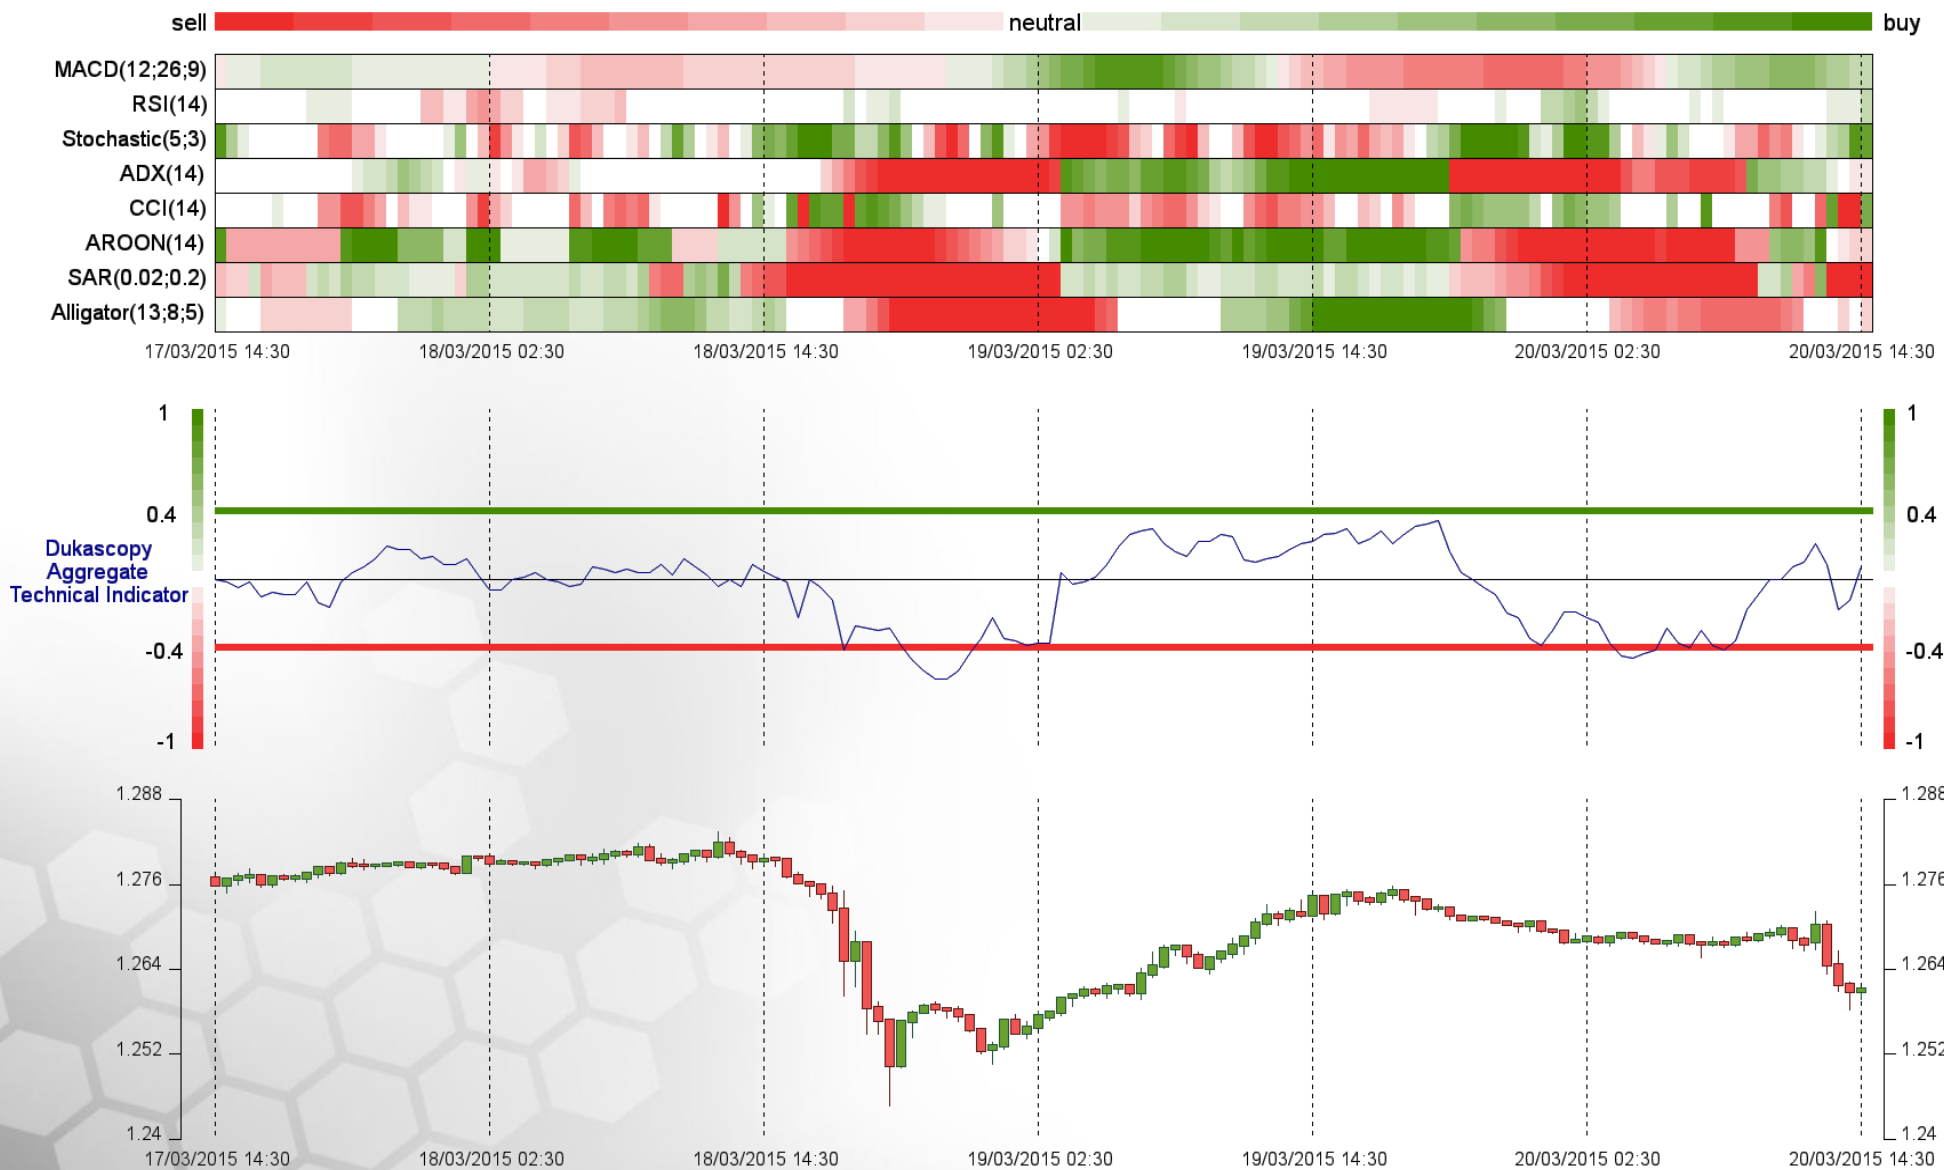 sell neutral buy
MACD(12;26;9)
RSI(14)
Stochastic(5;3)
ADX(14)
CCI(14)
AROON(14)
SAR(0.02;0.2)
Alligator(13;8;5)
17/03/2015 14:30 18/03/2015 02:30 18/03/2015 14:30 19/03/2015 02:30 19/03/2015 14:30 20/03/2015 02:30 20/03/2015 14:30
1 1
0.4 0.4
Dukascopy
Aggregate
Technical Indicator
-0.4 -0.4
-1 -1
1.288 1.288
1.276 1.276
1.264 1.264
1.252 1.252
1.24 1.24
17/03/2015 14:30 18/03/2015 02:30 18/03/2015 14:30 19/03/2015 02:30 19/03/2015 14:30 20/03/2015 02:30 20/03/2015 14:30